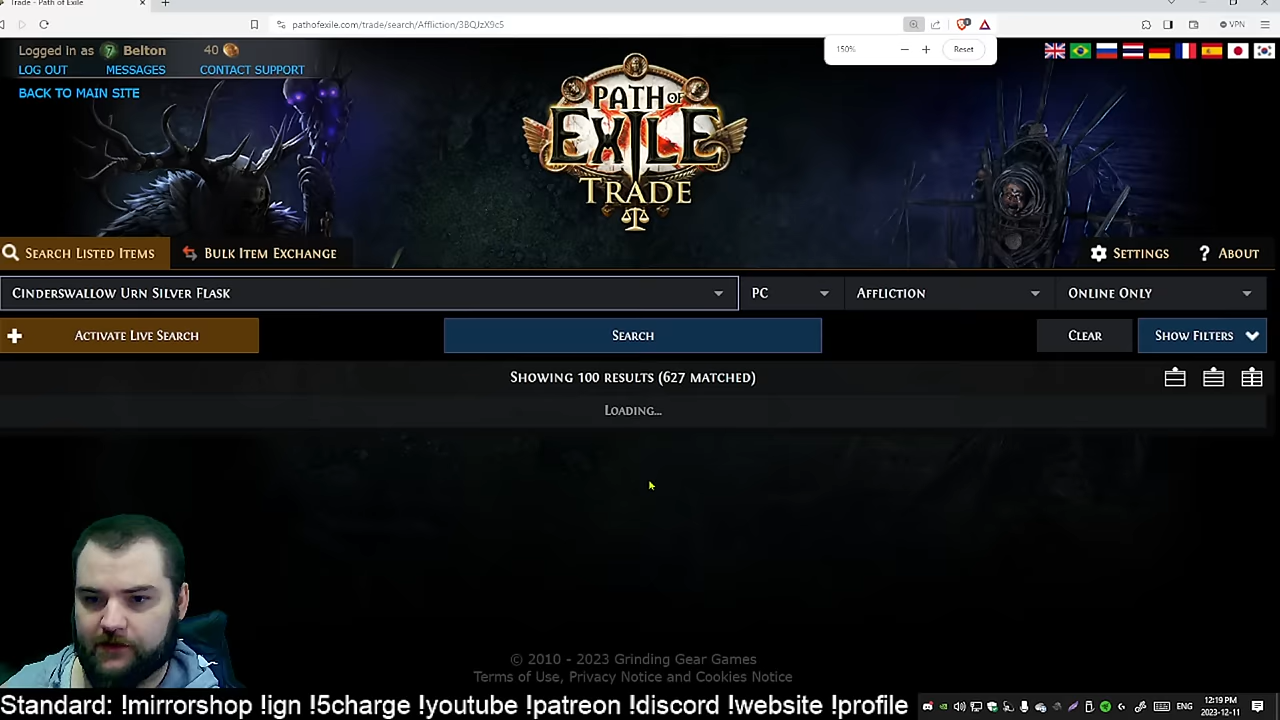 Trade - Path of Exile
pathofexile.com/trade/search/Affliction/3BQJzX9c5
VPN
Logged in as 7 Belton 40
LOG OUT MESSAGES CONTACT SUPPORT
BACK TO MAIN SITE
150% Reset
PATH OF
EXILE
TRADE
SEARCH LISTED ITEMS BULK ITEM EXCHANGE SETTINGS ? ABOUT
CINDERSWALLOW URN SILVER FLASK PC AFFLICTION ONLINE ONLY
ACTIVATE LIVE SEARCH SEARCH CLEAR SHOW FILTERS
SHOWING 100 RESULTS (627 MATCHED)
LOADING...
© 2010 - 2023 Grinding Gear Games
Terms of Use, Privacy Notice and Cookies Notice
Standard: !mirrorshop !ign !5charge !youtube !patreon !discord !website !profile
ENG
12:19 PM
2023-12-11